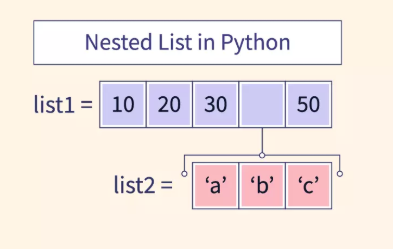 Nested List in Python
list1 = 10 20 30 50
list2 = ‘a’ ‘b’ ‘c’